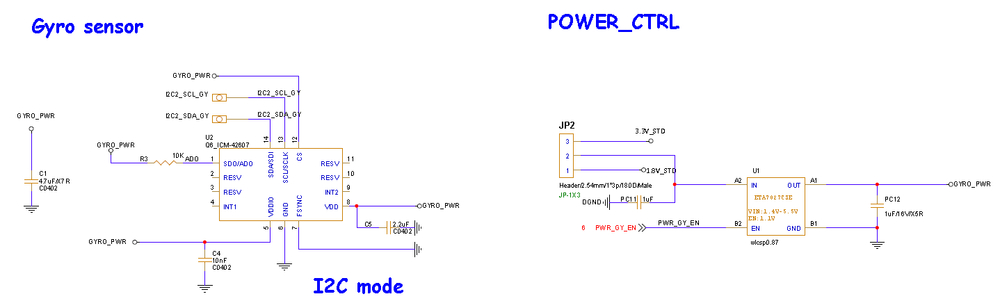 Gyro sensor
POWER_CTRL
GYRO_PWR
I2C2_SCL_GY
I2C2_SCL_GY
I2C2_SDA_GY
I2C2_SDA_GY
GYRO_PWR
C1
4.7uF/X7R
C0402
GYRO_PWR
R3
10K
ADO
U2
Q6_ICM-42607
14
13
12
SDA/SDI
SCL/SCLK
CS
1
SDO/ADO
2
RESV
3
RESV
4
INT1
RESV
11
RESV
10
INT2
9
VDD
8
VDDIO
GND
FSYNC
5
6
7
GYRO_PWR
C5
2.2uF
C0402
GYRO_PWR
C4
10nF
C0402
I2C mode
JP2
3
2
1
3.3V_STD
1.8V_STD
Header/2.54mm/1*3p/180D/Male
JP-1X3
DGND
PC11
1uF
6
PWR_GY_EN
PWR_GY_EN
U1
A2
IN
OUT
A1
ETA7027CSE
VIN:1.4V-5.5V
EN:1.1V
B2
EN
GND
B1
wlcsp0.87
GYRO_PWR
PC12
1uF/16V/X5R